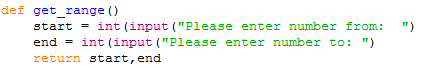 def get_range()
    start = int(input("Please enter number from:  ")
    end = int(input("Please enter number to: ")
    return start,end